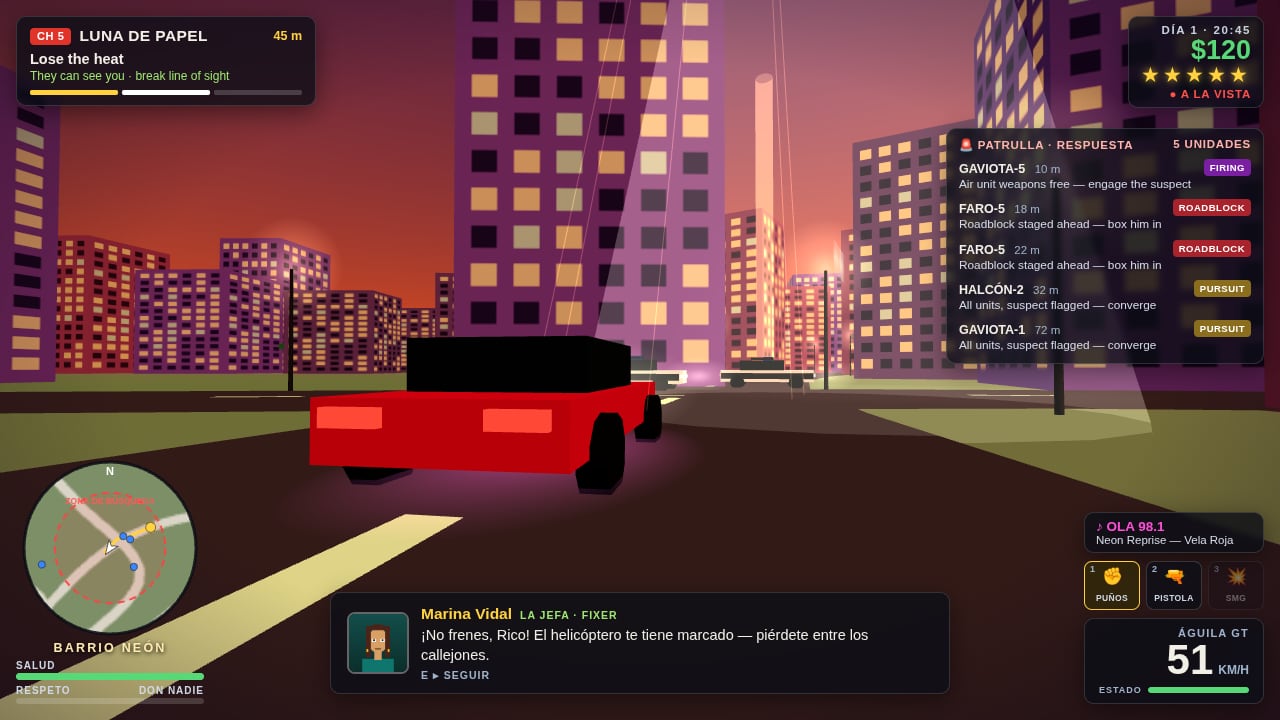 CH 5 LUNA DE PAPEL 45 m
Lose the heat
They can see you · break line of sight
DÍA 1 · 20:45
$120
★★★★★
● A LA VISTA
🚨 PATRULLA · RESPUESTA 5 UNIDADES
GAVIOTA-5 10 m FIRING
Air unit weapons free — engage the suspect
FARO-5 18 m ROADBLOCK
Roadblock staged ahead — box him in
FARO-5 22 m ROADBLOCK
Roadblock staged ahead — box him in
HALCÓN-2 32 m PURSUIT
All units, suspect flagged — converge
GAVIOTA-1 72 m PURSUIT
All units, suspect flagged — converge
N
BARRIO NEÓN
SALUD
RESPETO DON NADIE
Marina Vidal LA JEFA · FIXER
¡No frenes, Rico! El helicóptero te tiene marcado — piérdete entre los
callejones.
E ▸ SEGUIR
♪ OLA 98.1
Neon Reprise — Vela Roja
1 PUÑOS
2 PISTOLA
3 SMG
ÁGUILA GT
51 KM/H
ESTADO